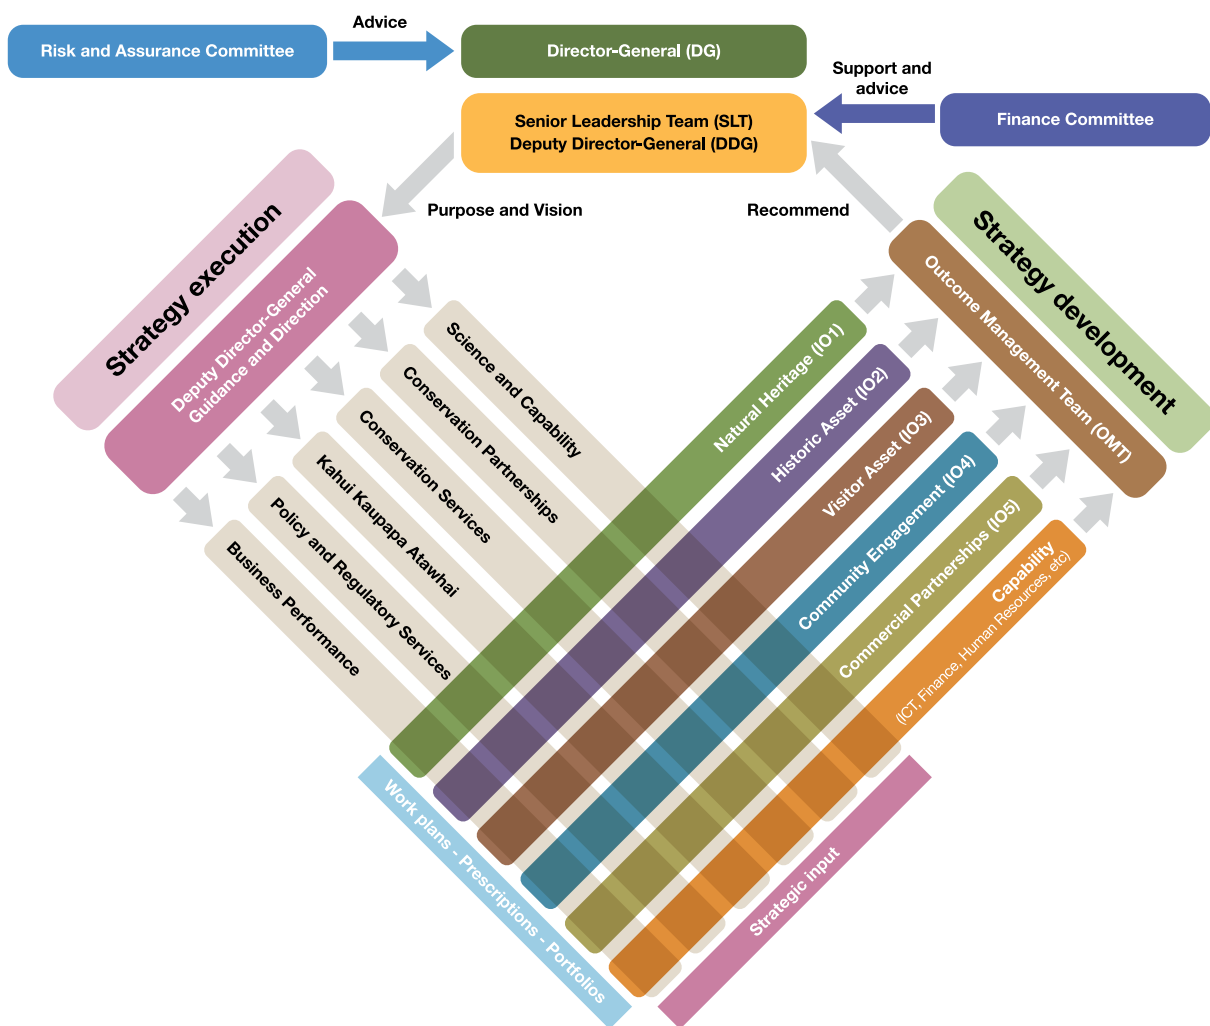 Advice
Risk and Assurance Committee
Director-General (DG)
Support and
advice
Senior Leadership Team (SLT)
Deputy Director-General (DDG)
Finance Committee
Purpose and Vision
Recommend
Strategy execution
Deputy Director-General
Guidance and Direction
Strategy development
Outcome Management Team (OMT)
Science and Capability
Conservation Partnerships
Conservation Services
Kahui Kaupapa Atawhai
Policy and Regulatory Services
Business Performance
Natural Heritage (IO1)
Historic Asset (IO2)
Visitor Asset (IO3)
Community Engagement (IO4)
Commercial Partnerships (IO5)
Capability
(ICT, Finance, Human Resources, etc)
Work plans - Prescriptions - Portfolios
Strategic input